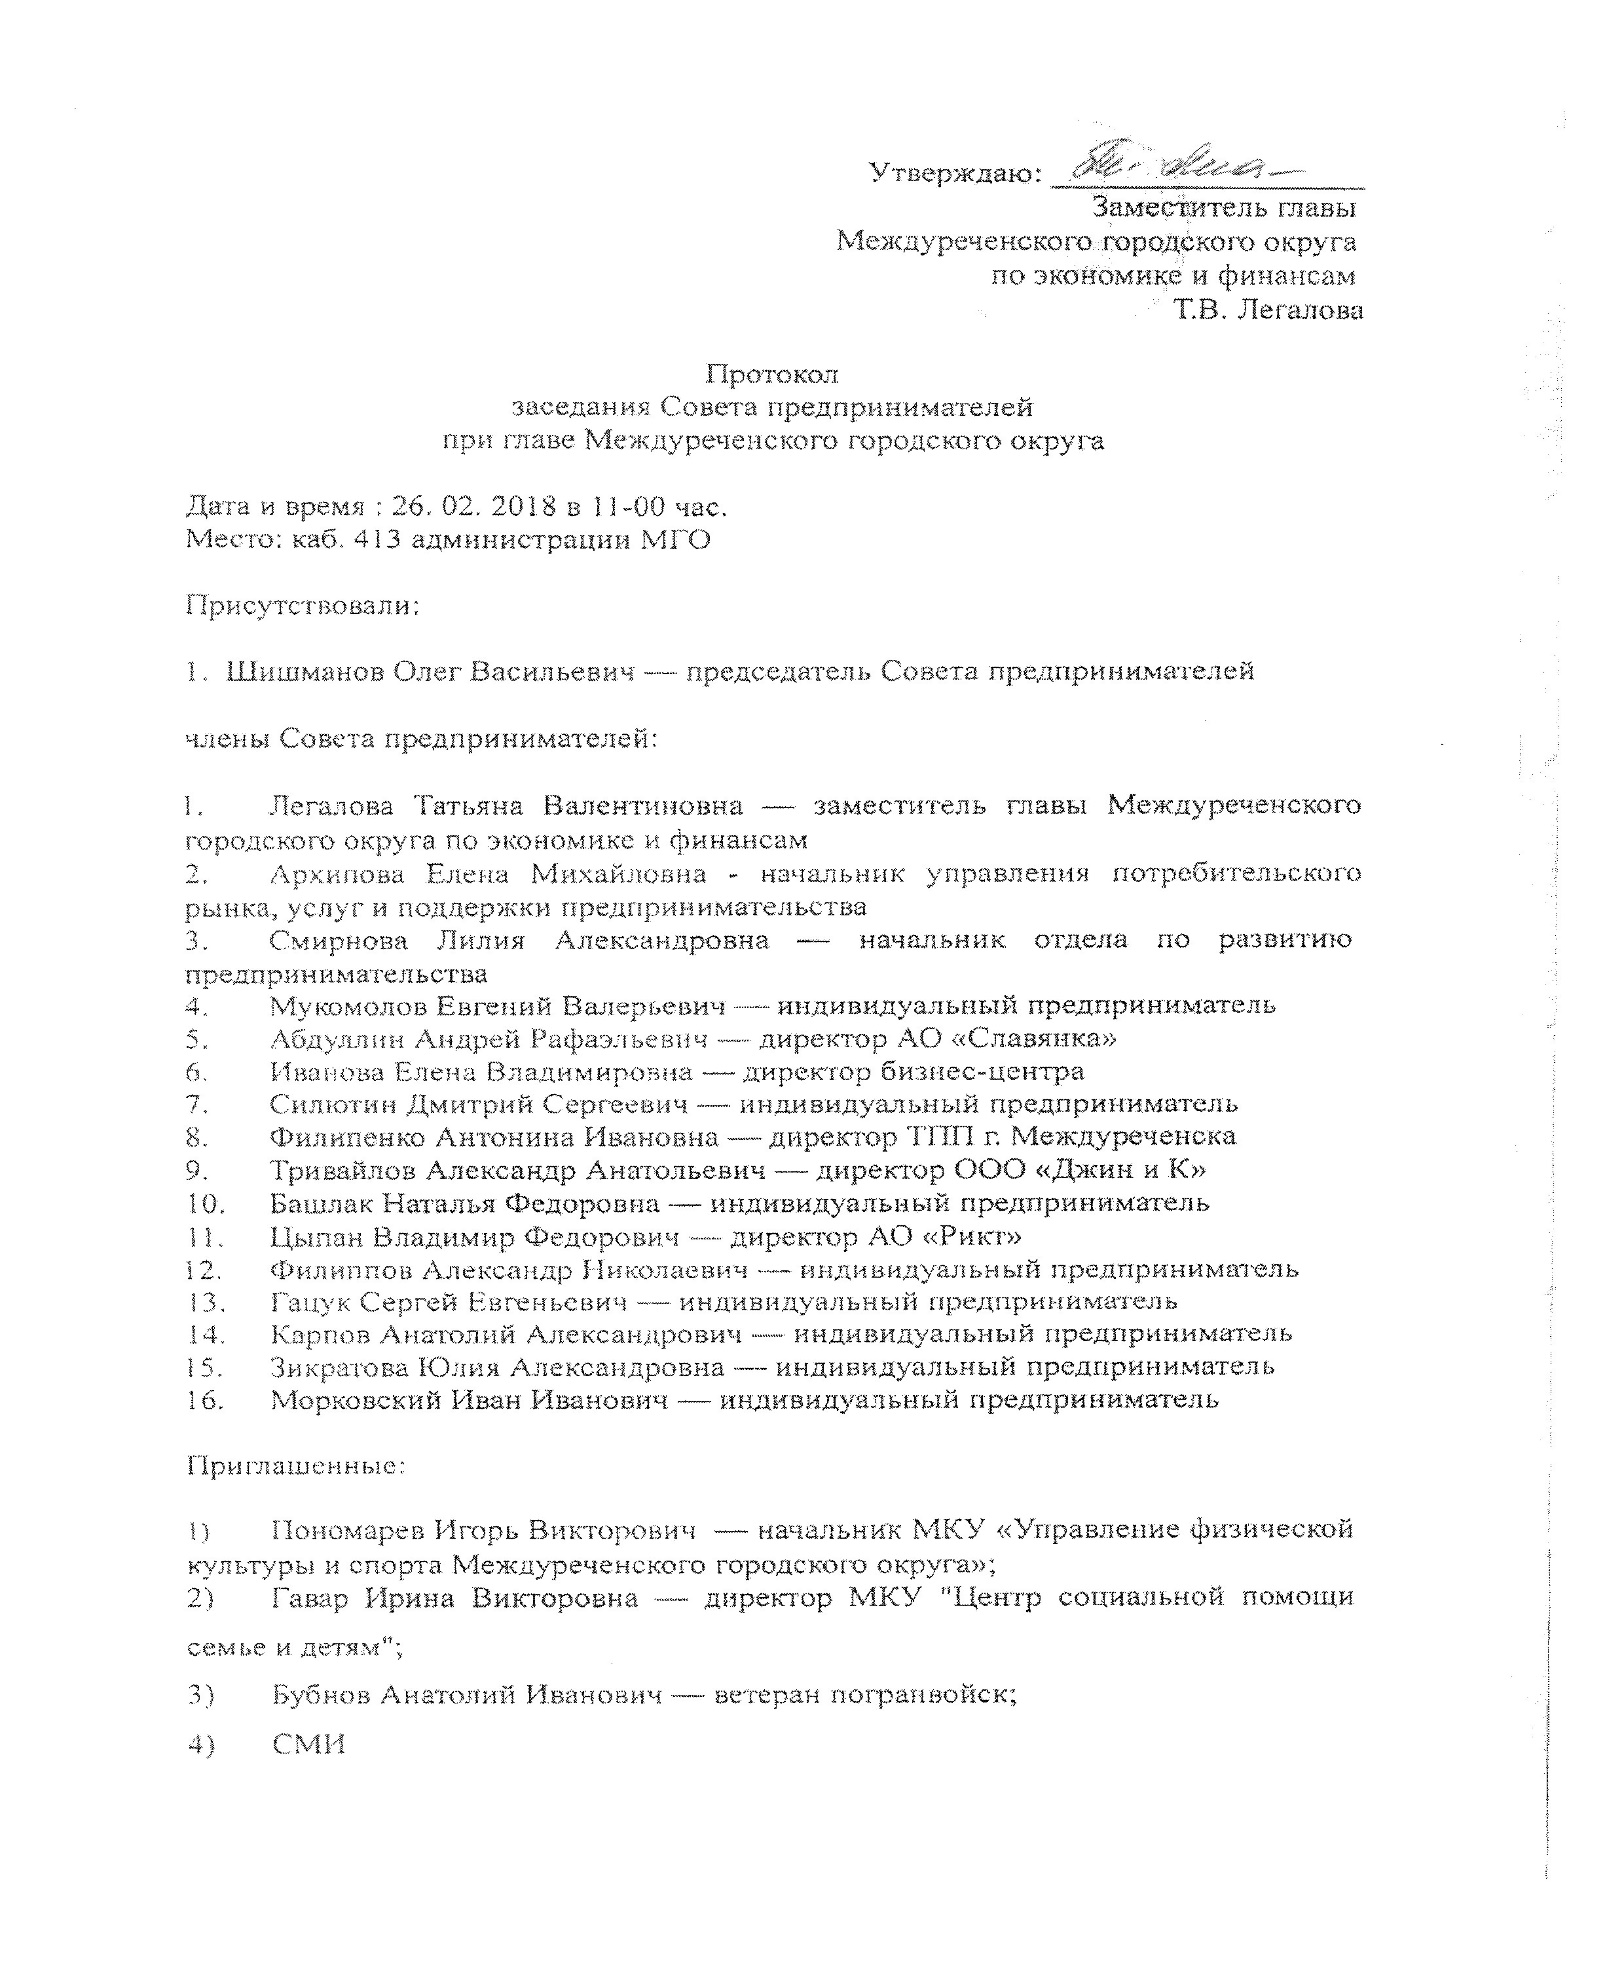 Утверждаю:
Заместитель главы
Междуреченского городского округа
по экономике и финансам
Т.В. Легалова
Протокол
заседания Совета предпринимателей
при главе Междуреченского городского округа
Дата и время : 26. 02. 2018 в 11-00 час.
Место: каб. 413 администрации МГО
Присутствовали:
1. Шишманов Олег Васильевич — председатель Совета предпринимателей
члены Совета предпринимателей:
1. Легалова Татьяна Валентиновна — заместитель главы Междуреченского
городского округа по экономике и финансам
2. Архипова Елена Михайловна - начальник управления потребительского
рынка, услуг и поддержки предпринимательства
3. Смирнова Лилия Александровна — начальник отдела по развитию
предпринимательства
4. Мукомолов Евгений Валерьевич — индивидуальный предприниматель
5. Абдуллин Андрей Рафаэльевич — директор АО «Славянка»
6. Иванова Елена Владимировна — директор бизнес-центра
7. Силютин Дмитрий Сергеевич — индивидуальный предприниматель
8. Филипенко Антонина Ивановна — директор ТПП г. Междуреченска
9. Тривайлов Александр Анатольевич — директор ООО «Джин и К»
10. Башлак Наталья Федоровна — индивидуальный предприниматель
11. Цыпан Владимир Федорович — директор АО «Рикт»
12. Филиппов Александр Николаевич — индивидуальный предприниматель
13. Гацук Сергей Евгеньевич — индивидуальный предприниматель
14. Карпов Анатолий Александрович — индивидуальный предприниматель
15. Зикратова Юлия Александровна — индивидуальный предприниматель
16. Морковский Иван Иванович — индивидуальный предприниматель
Приглашенные:
1) Пономарев Игорь Викторович — начальник МКУ «Управление физической
культуры и спорта Междуреченского городского округа»;
2) Гавар Ирина Викторовна — директор МКУ "Центр социальной помощи
семье и детям";
3) Бубнов Анатолий Иванович — ветеран погранвойск;
4) СМИ